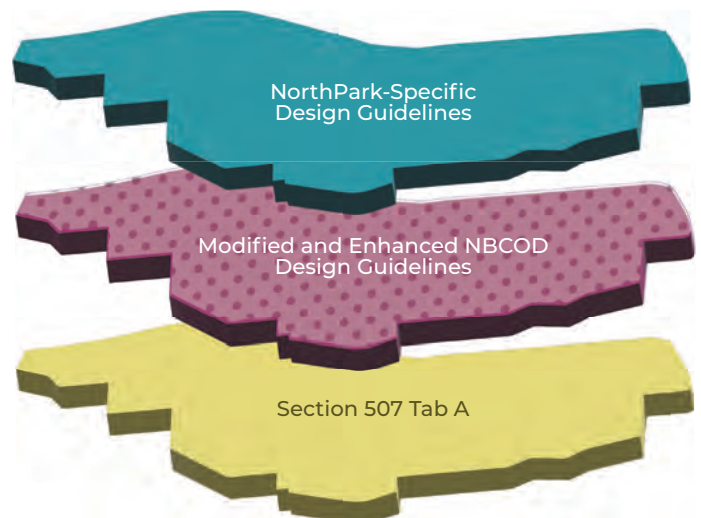 NorthPark-Specific
Design Guidelines
Modified and Enhanced NBCOD
Design Guidelines
Section 507 Tab A